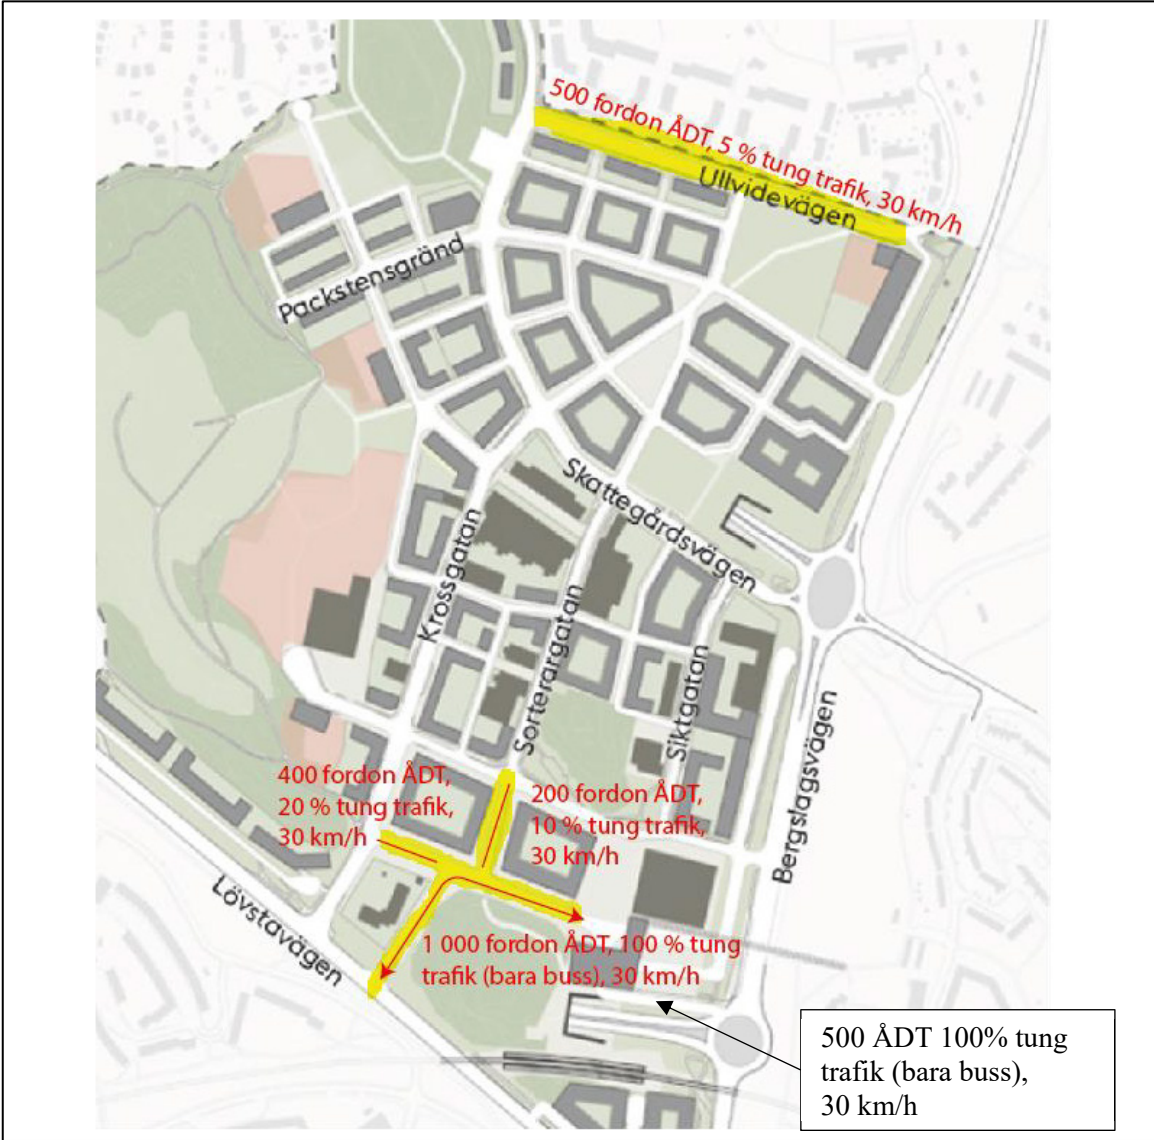 500 fordon ÅDT, 5 % tung trafik, 30 km/h
Ullvidevägen
Packstensgränd
Skattegårdsvägen
Krossgatan
Sorterargatan
Siktgatan
Bergslagsvägen
400 fordon ÅDT,
20 % tung trafik,
30 km/h
200 fordon ÅDT,
10 % tung trafik,
30 km/h
Lövstavägen
1 000 fordon ÅDT, 100 % tung
trafik (bara buss), 30 km/h
500 ÅDT 100% tung
trafik (bara buss),
30 km/h